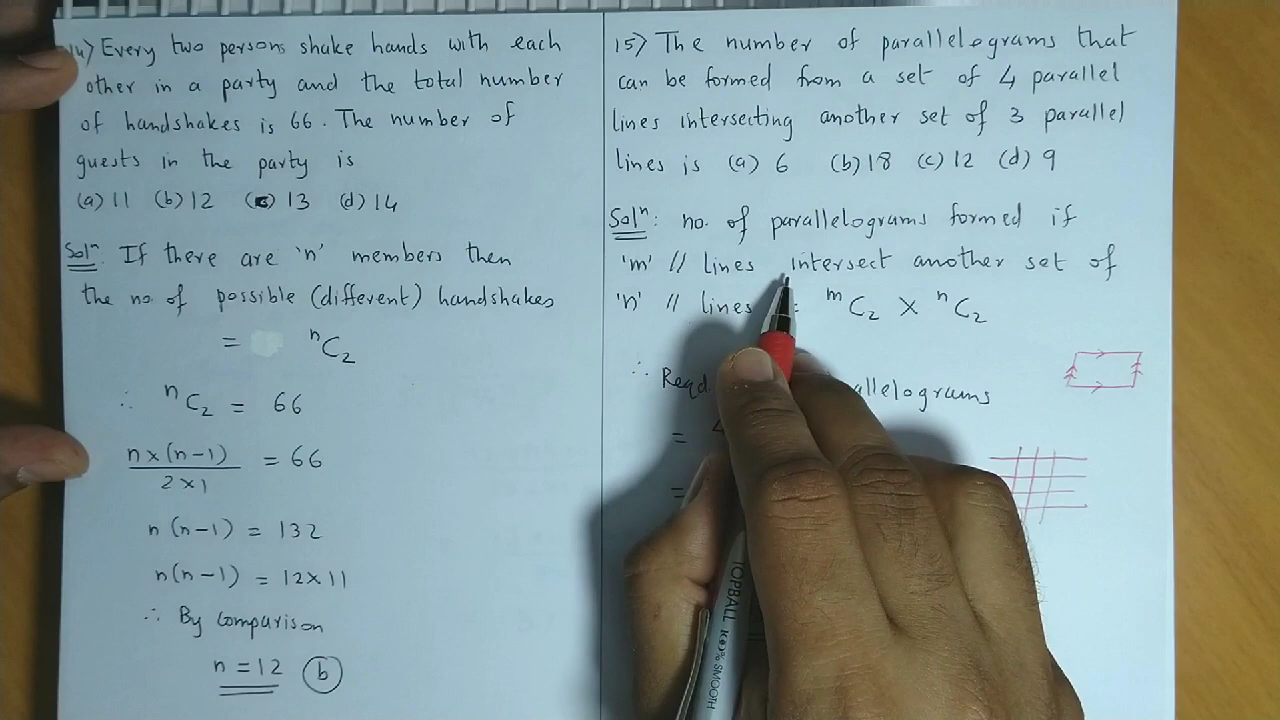 14) Every two persons shake hands with each
other in a party and the total number
of handshakes is 66. The number of
guests in the party is
(a) 11 (b) 12 (c) 13 (d) 14
Solⁿ: If there are 'n' members then
the no. of possible (different) handshakes
= ⁿC₂
∴ ⁿC₂ = 66
n×(n-1) / 2×1 = 66
n(n-1) = 132
n(n-1) = 12×11
∴ By comparison
n = 12 (b)
15) The number of parallelograms that
can be formed from a set of 4 parallel
lines intersecting another set of 3 parallel
lines is (a) 6 (b) 18 (c) 12 (d) 9
Solⁿ: no. of parallelograms formed if
'm' // lines intersect another set of
'n' // lines = ᵐC₂ × ⁿC₂
∴ Reqd.
=
=
TOPBALL
SMOOTH